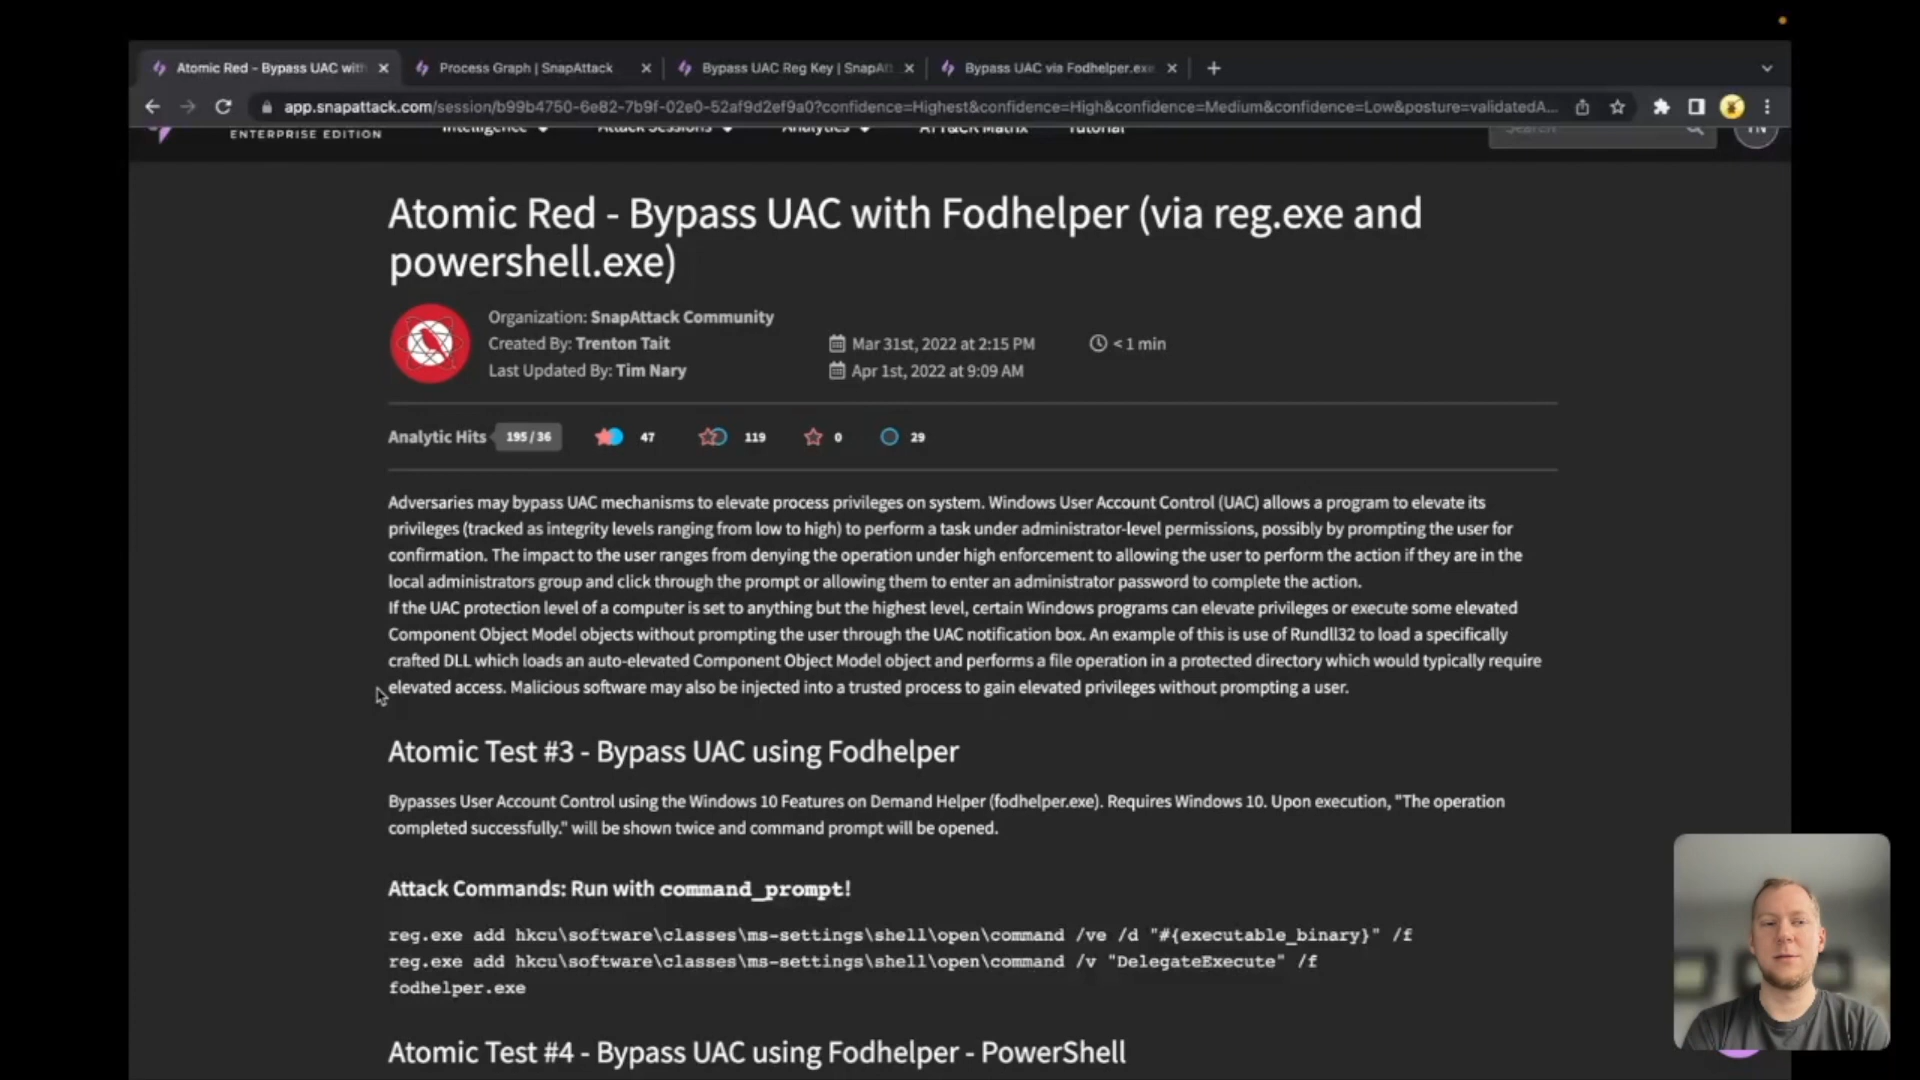 Atomic Red - Bypass UAC with
Process Graph | SnapAttack
Bypass UAC Reg Key | SnapAtt
Bypass UAC via Fodhelper.exe
app.snapattack.com/session/b99b4750-6e82-7b9f-02e0-52af9d2ef9a0?confidence=Highest&confidence=High&confidence=Medium&confidence=Low&posture=validatedA...
ENTERPRISE EDITION
Intelligence
Attack Sessions
Analytics
ATT&CK Matrix
Tutorial
Search
TN
Atomic Red - Bypass UAC with Fodhelper (via reg.exe and
powershell.exe)
Organization: SnapAttack Community
Created By: Trenton Tait
Mar 31st, 2022 at 2:15 PM
< 1 min
Last Updated By: Tim Nary
Apr 1st, 2022 at 9:09 AM
Analytic Hits
195 / 36
47
119
0
29
Adversaries may bypass UAC mechanisms to elevate process privileges on system. Windows User Account Control (UAC) allows a program to elevate its
privileges (tracked as integrity levels ranging from low to high) to perform a task under administrator-level permissions, possibly by prompting the user for
confirmation. The impact to the user ranges from denying the operation under high enforcement to allowing the user to perform the action if they are in the
local administrators group and click through the prompt or allowing them to enter an administrator password to complete the action.
If the UAC protection level of a computer is set to anything but the highest level, certain Windows programs can elevate privileges or execute some elevated
Component Object Model objects without prompting the user through the UAC notification box. An example of this is use of Rundll32 to load a specifically
crafted DLL which loads an auto-elevated Component Object Model object and performs a file operation in a protected directory which would typically require
elevated access. Malicious software may also be injected into a trusted process to gain elevated privileges without prompting a user.
Atomic Test #3 - Bypass UAC using Fodhelper
Bypasses User Account Control using the Windows 10 Features on Demand Helper (fodhelper.exe). Requires Windows 10. Upon execution, "The operation
completed successfully." will be shown twice and command prompt will be opened.
Attack Commands: Run with command_prompt!
reg.exe add hkcu\software\classes\ms-settings\shell\open\command /ve /d "#{executable_binary}" /f
reg.exe add hkcu\software\classes\ms-settings\shell\open\command /v "DelegateExecute" /f
fodhelper.exe
Atomic Test #4 - Bypass UAC using Fodhelper - PowerShell